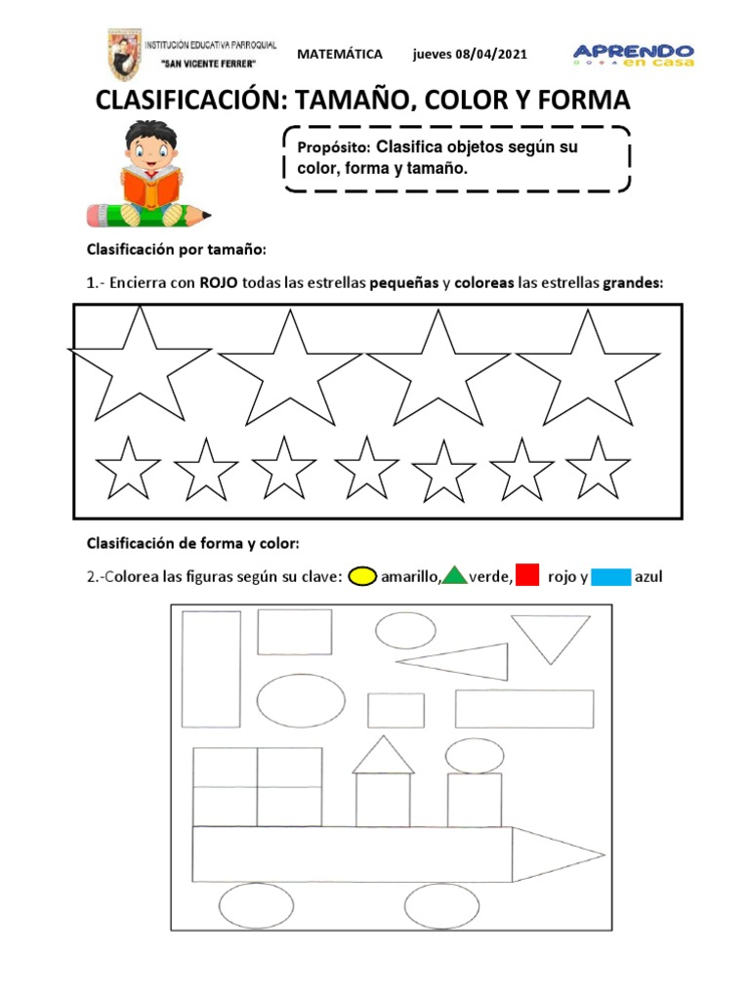 INSTITUCIÓN EDUCATIVA PARROQUIAL
"SAN VICENTE FERRER"
MATEMÁTICA jueves 08/04/2021
APRENDO
en casa
CLASIFICACIÓN: TAMAÑO, COLOR Y FORMA
Propósito: Clasifica objetos según su
color, forma y tamaño.
Clasificación por tamaño:
1.- Encierra con ROJO todas las estrellas pequeñas y coloreas las estrellas grandes:
Clasificación de forma y color:
2.-Colorea las figuras según su clave: amarillo, verde, rojo y azul